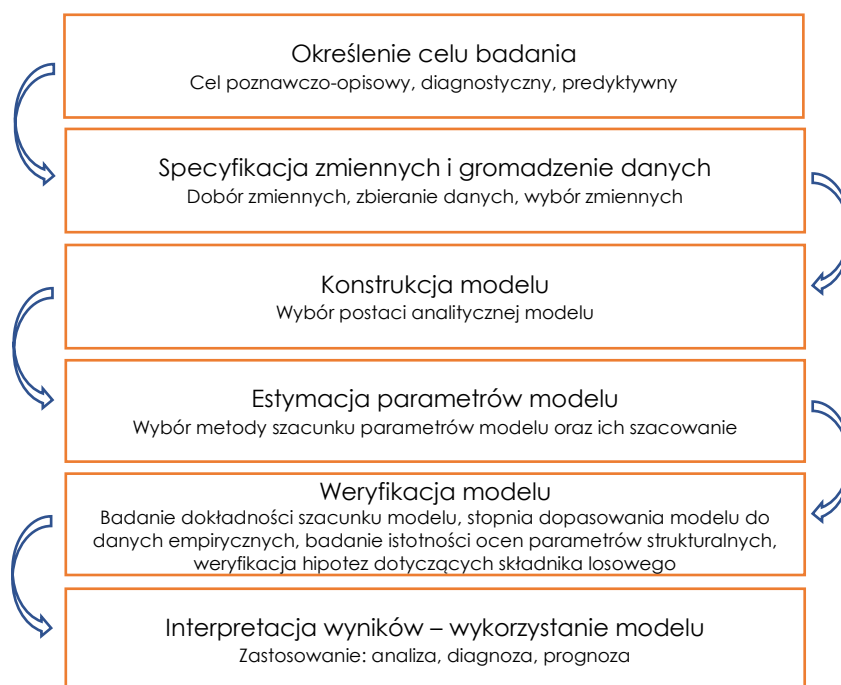 Określenie celu badania
Cel poznawczo-opisowy, diagnostyczny, predyktywny
Specyfikacja zmiennych i gromadzenie danych
Dobór zmiennych, zbieranie danych, wybór zmiennych
Konstrukcja modelu
Wybór postaci analitycznej modelu
Estymacja parametrów modelu
Wybór metody szacunku parametrów modelu oraz ich szacowanie
Weryfikacja modelu
Badanie dokładności szacunku modelu, stopnia dopasowania modelu do
danych empirycznych, badanie istotności ocen parametrów strukturalnych,
weryfikacja hipotez dotyczących składnika losowego
Interpretacja wyników – wykorzystanie modelu
Zastosowanie: analiza, diagnoza, prognoza